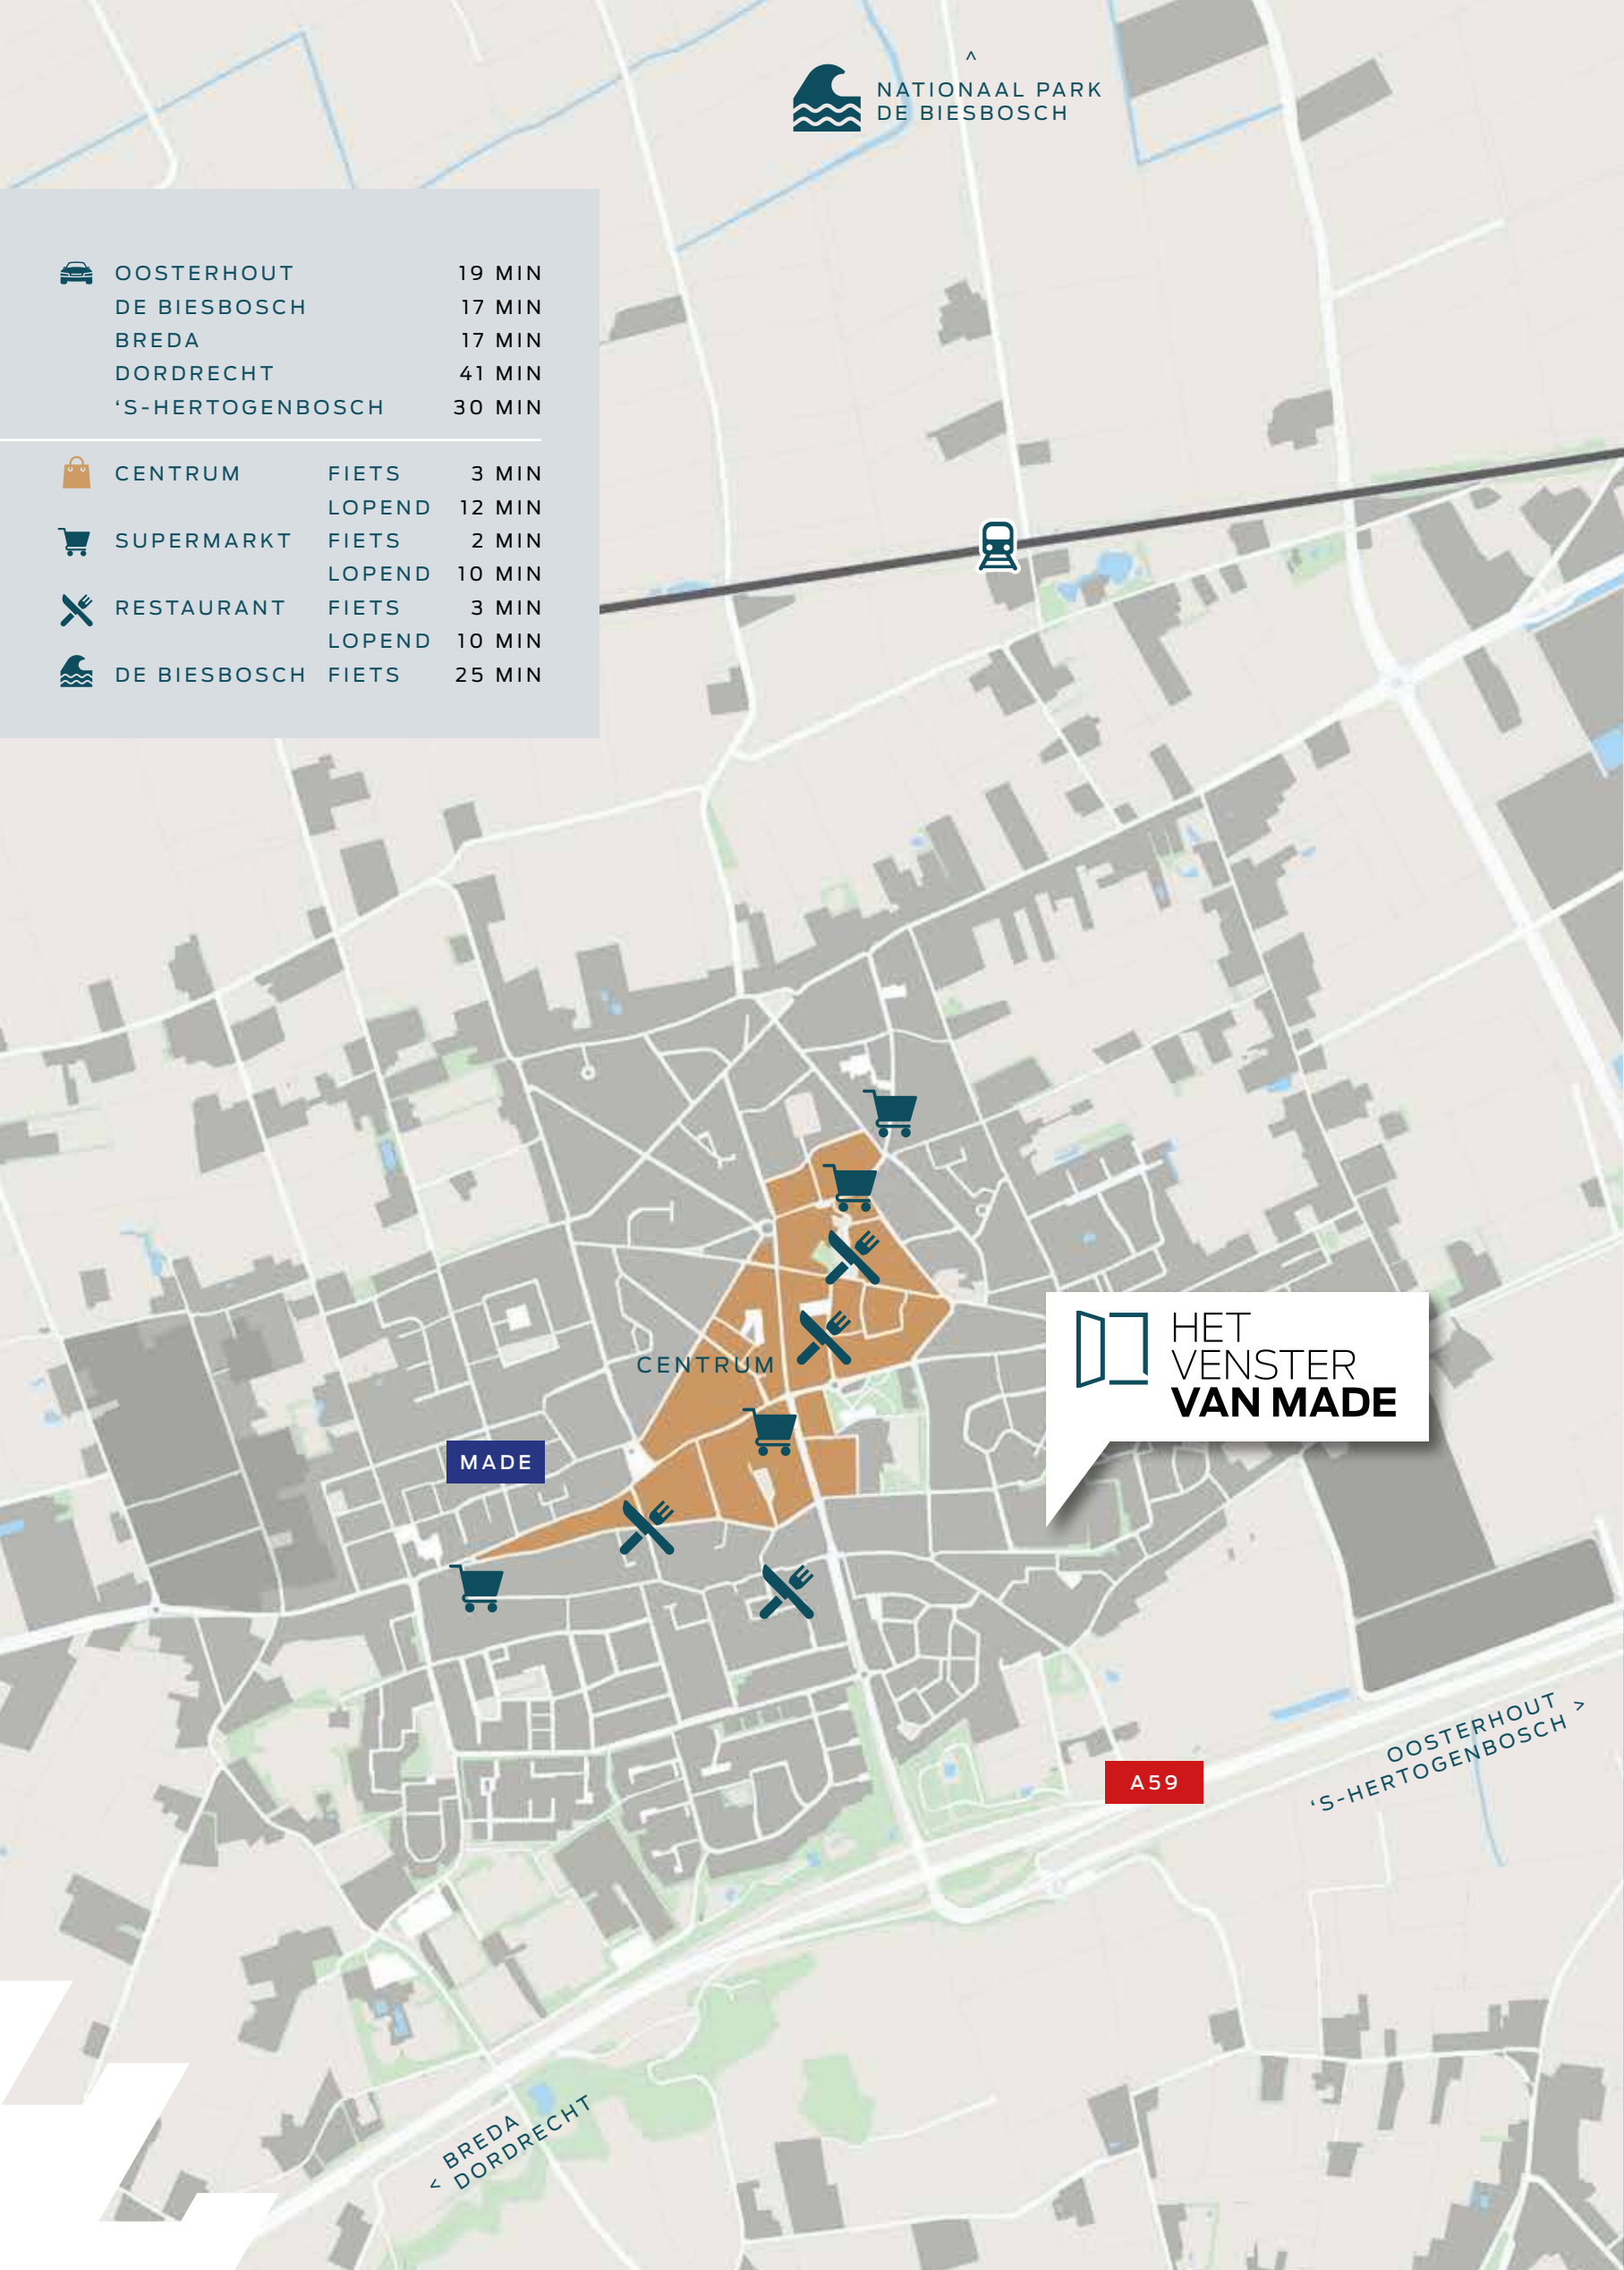 ^
NATIONAAL PARK
DE BIESBOSCH
OOSTERHOUT 19 MIN
DE BIESBOSCH 17 MIN
BREDA 17 MIN
DORDRECHT 41 MIN
‘S-HERTOGENBOSCH 30 MIN
CENTRUM FIETS 3 MIN
LOPEND 12 MIN
SUPERMARKT FIETS 2 MIN
LOPEND 10 MIN
RESTAURANT FIETS 3 MIN
LOPEND 10 MIN
DE BIESBOSCH FIETS 25 MIN
HET
VENSTER
VAN MADE
CENTRUM
MADE
OOSTERHOUT >
‘S-HERTOGENBOSCH
A59
BREDA
< DORDRECHT